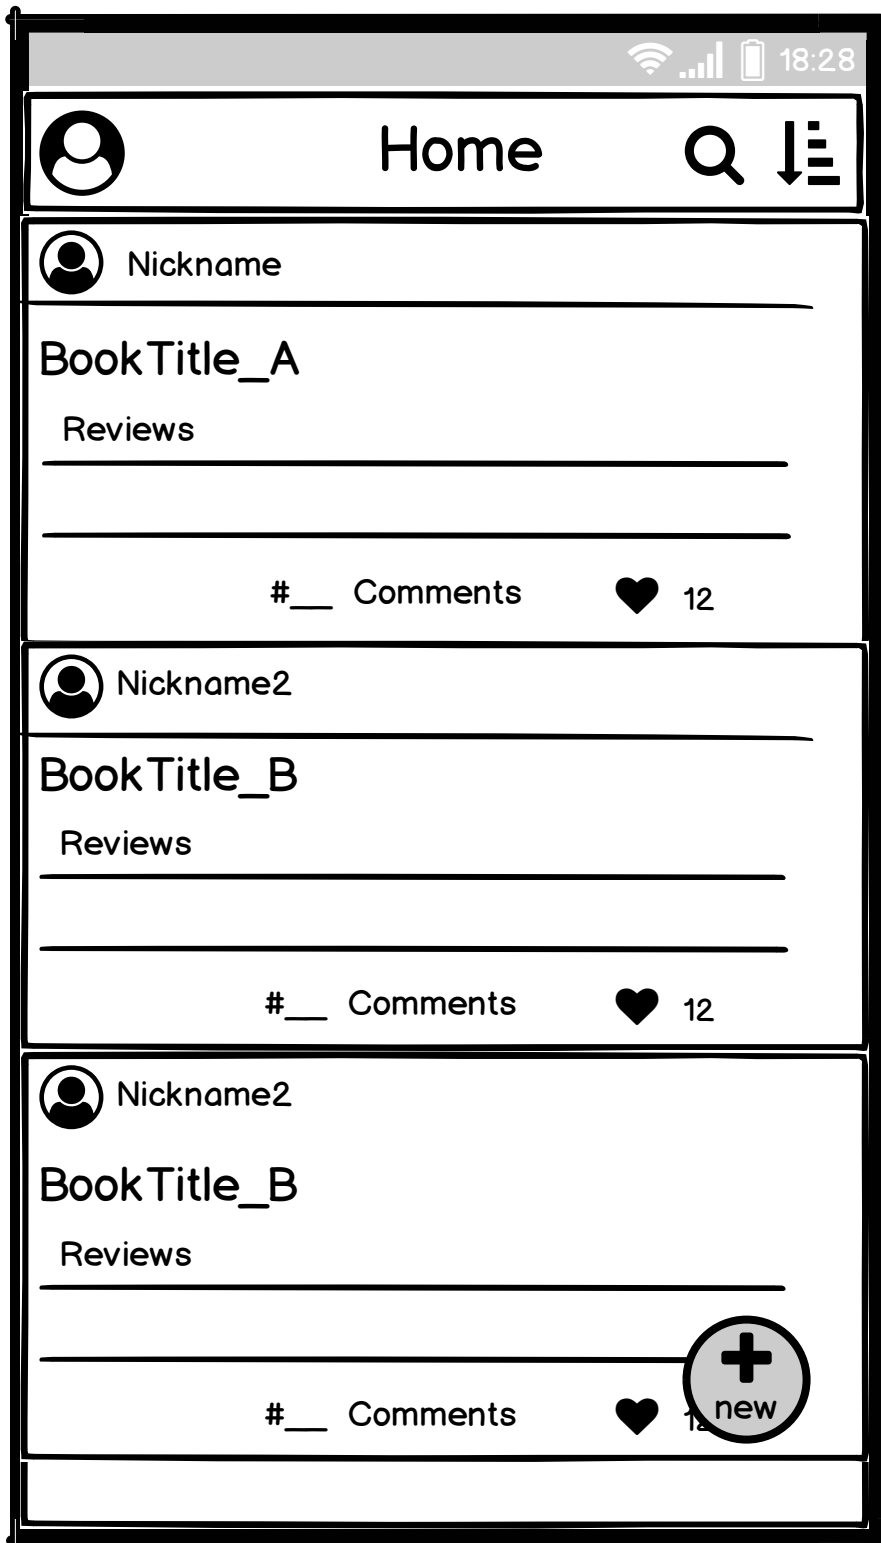 18:28
Home
Nickname
BookTitle_A
Reviews
#__ Comments 12
Nickname2
BookTitle_B
Reviews
#__ Comments 12
Nickname2
BookTitle_B
Reviews
new
#__ Comments